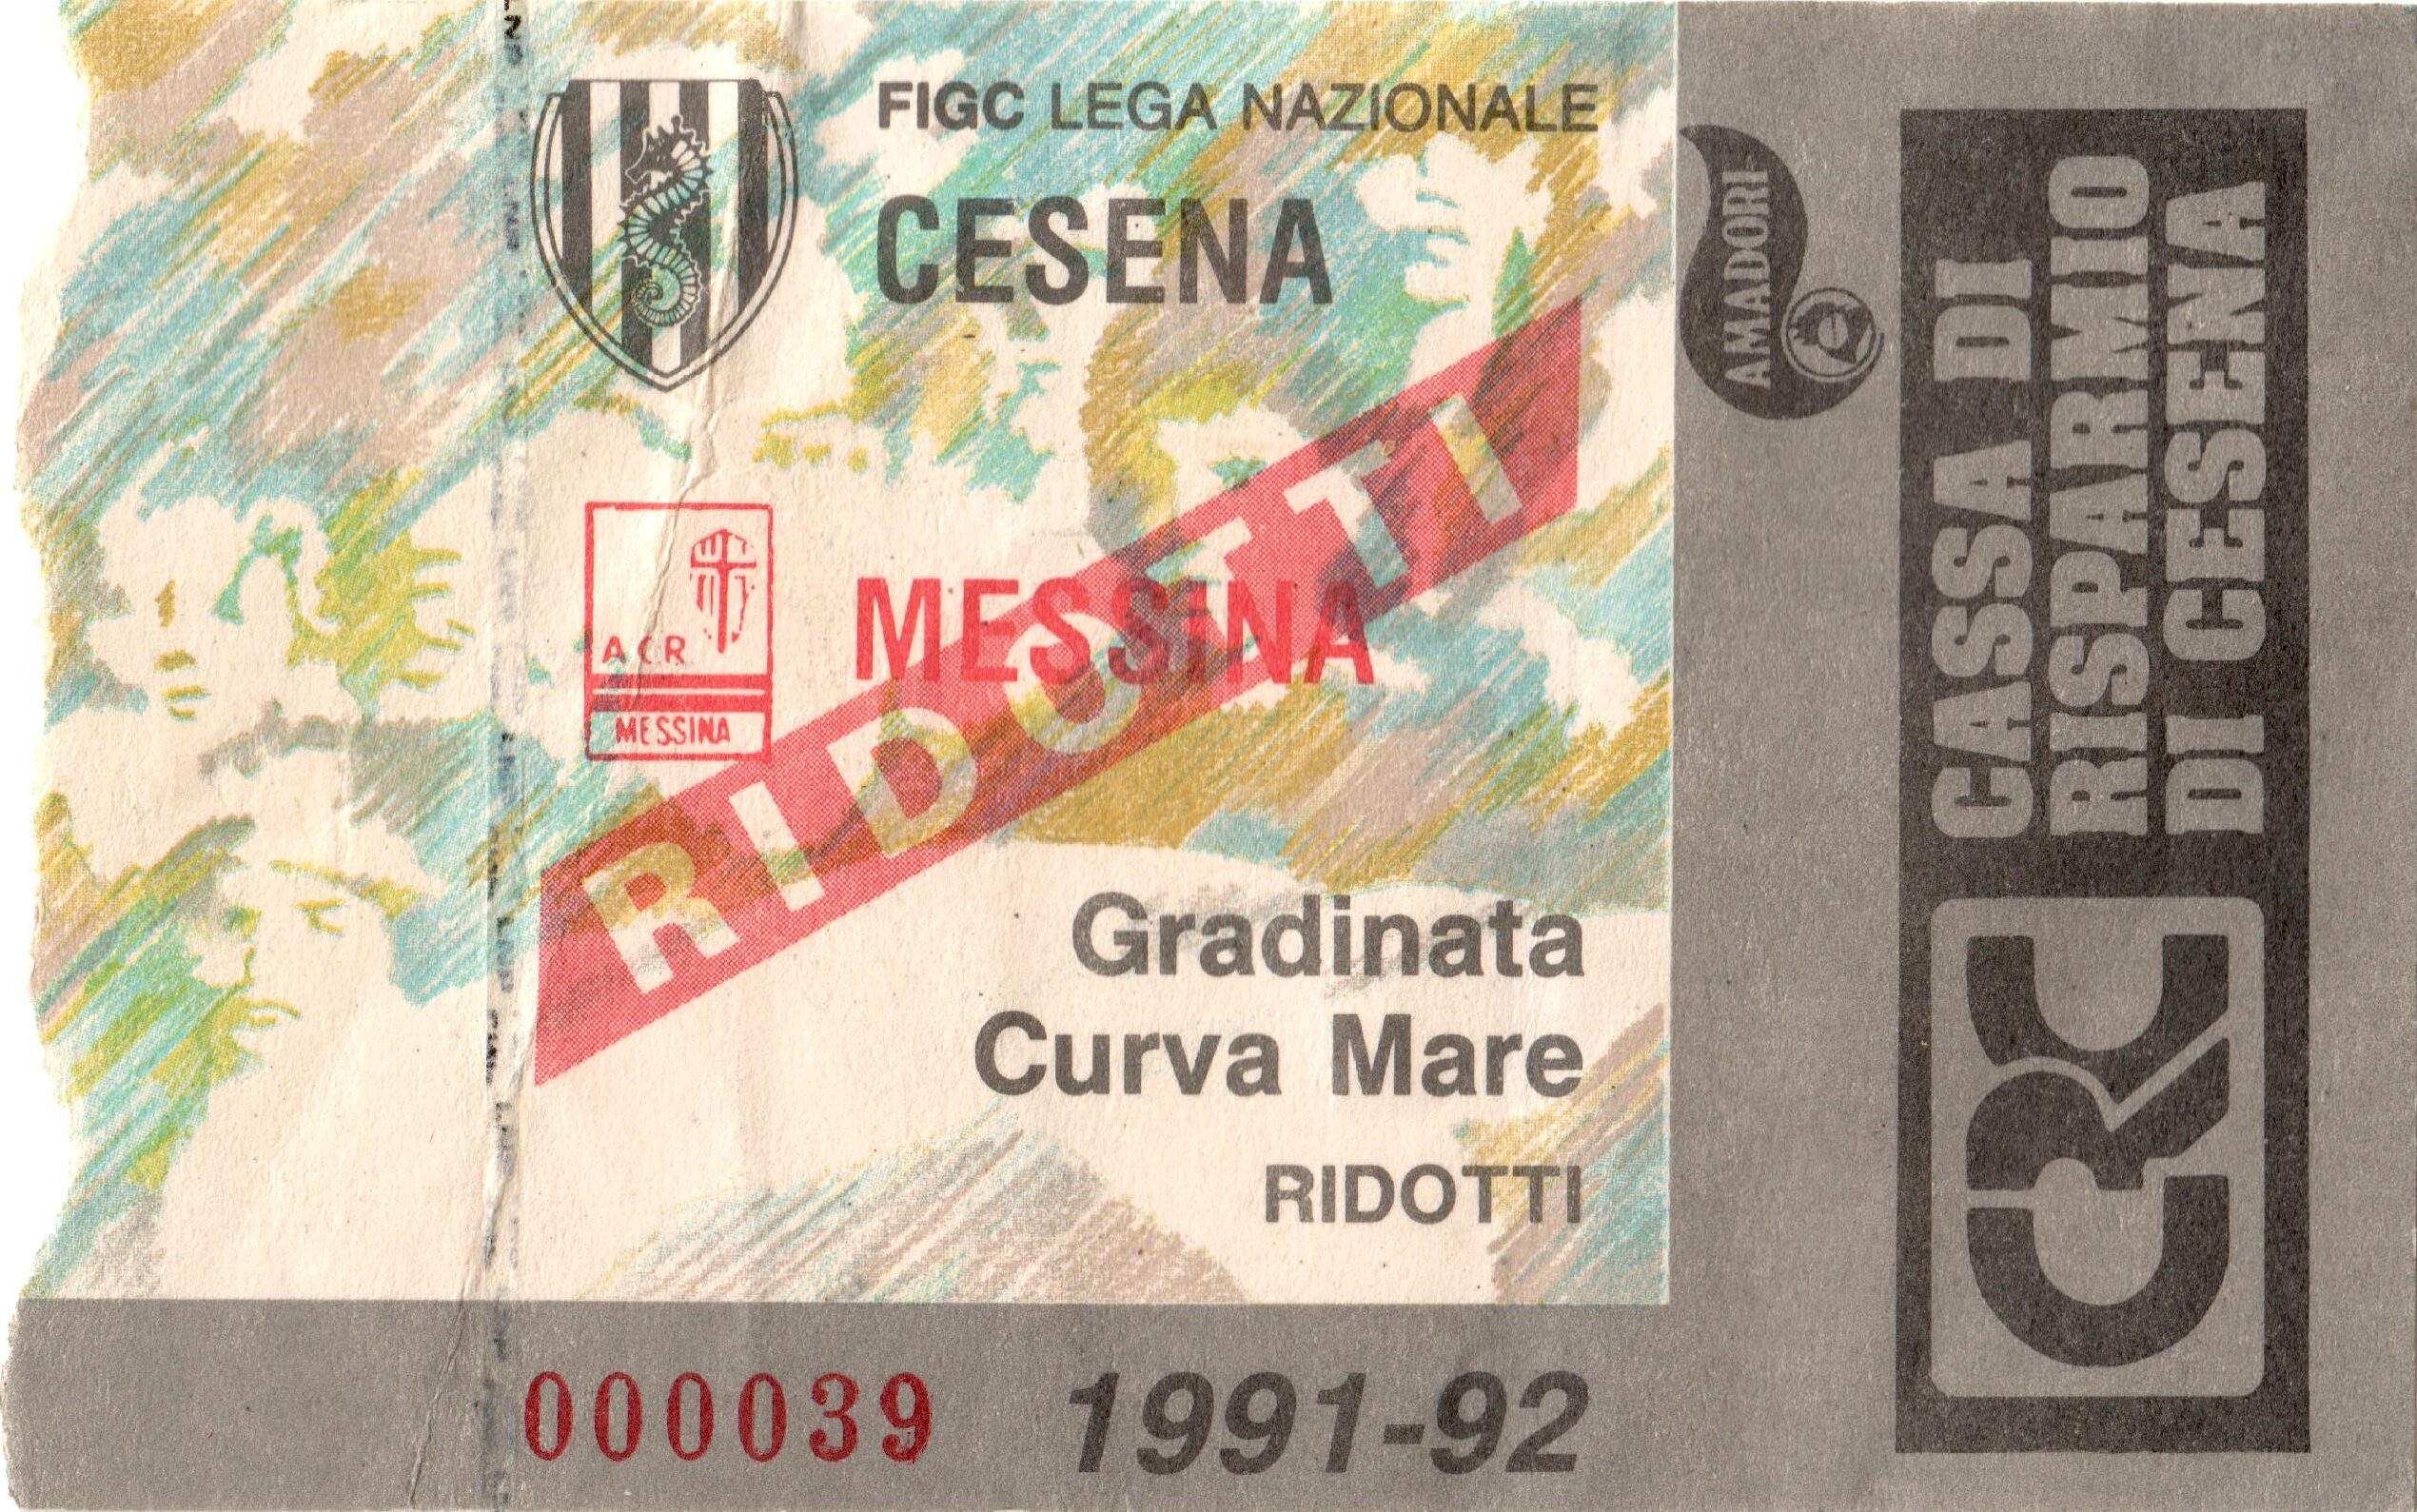 FIGC LEGA NAZIONALE
CESENA
ACR
MESSINA
MESSINA
RIDOTTI
Gradinata
Curva Mare
RIDOTTI
000039
1991-92
AMADORI
CASSA DI
RISPARMIO
DI CESENA
CRC